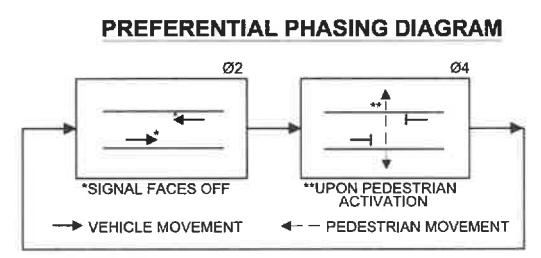 PREFERENTIAL PHASING DIAGRAM
Ø2
Ø4
*
*
**
*SIGNAL FACES OFF
**UPON PEDESTRIAN
ACTIVATION
VEHICLE MOVEMENT
PEDESTRIAN MOVEMENT